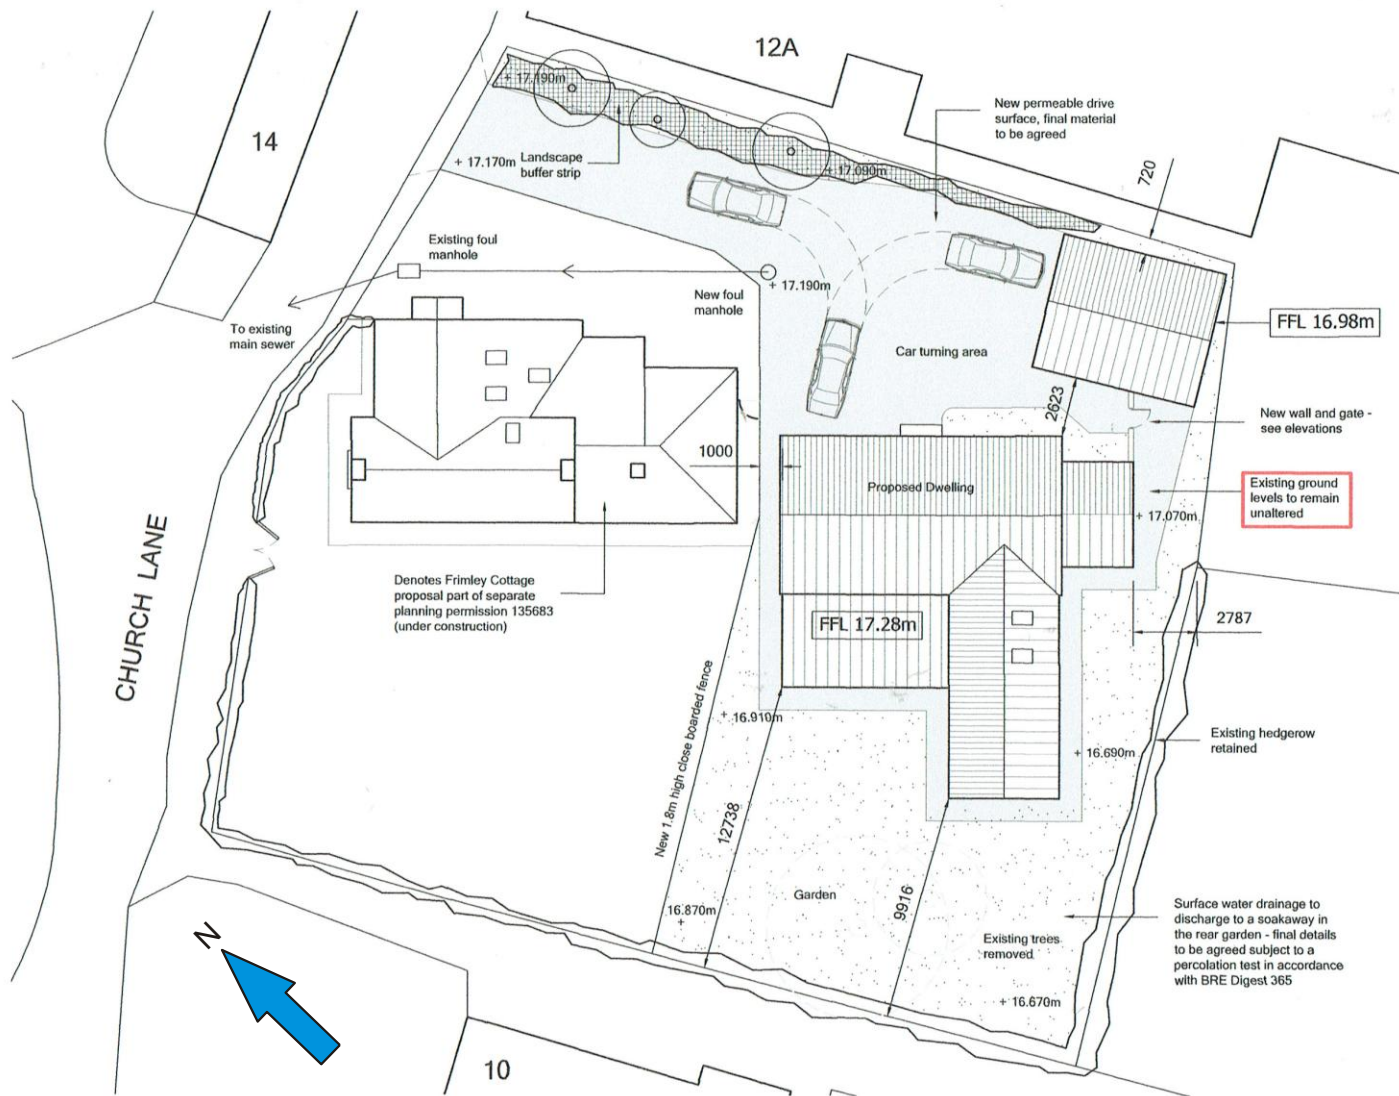 12A
14
+ 17.190m
New permeable drive
surface, final material
to be agreed
+ 17.170m
Landscape
buffer strip
+ 17.090m
720
Existing foul
manhole
New foul
manhole
+ 17.190m
To existing
main sewer
Car turning area
FFL 16.98m
2623
New wall and gate -
see elevations
1000
Proposed Dwelling
Existing ground
levels to remain
unaltered
+ 17.070m
CHURCH LANE
Denotes Frimley Cottage
proposal part of separate
planning permission 135683
(under construction)
FFL 17.28m
2787
New 1.8m high close boarded fence
+ 16.910m
+ 16.690m
Existing hedgerow
retained
12738
9916
Garden
16.870m
+
Existing trees
removed
Surface water drainage to
discharge to a soakaway in
the rear garden - final details
to be agreed subject to a
percolation test in accordance
with BRE Digest 365
+ 16.670m
N
10